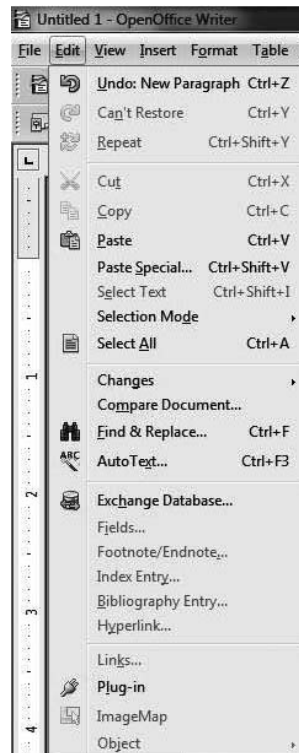 Untitled 1 - OpenOffice Writer
File Edit View Insert Format Table
Undo: New Paragraph Ctrl+Z
Can't Restore Ctrl+Y
Repeat Ctrl+Shift+Y
Cut Ctrl+X
Copy Ctrl+C
Paste Ctrl+V
Paste Special... Ctrl+Shift+V
Select Text Ctrl+Shift+I
Selection Mode
Select All Ctrl+A
Changes
Compare Document...
Find & Replace... Ctrl+F
ABC AutoText... Ctrl+F3
Exchange Database...
Fields...
Footnote/Endnote...
Index Entry...
Bibliography Entry...
Hyperlink...
Links...
Plug-in
ImageMap
Object
L
1
2
3
4